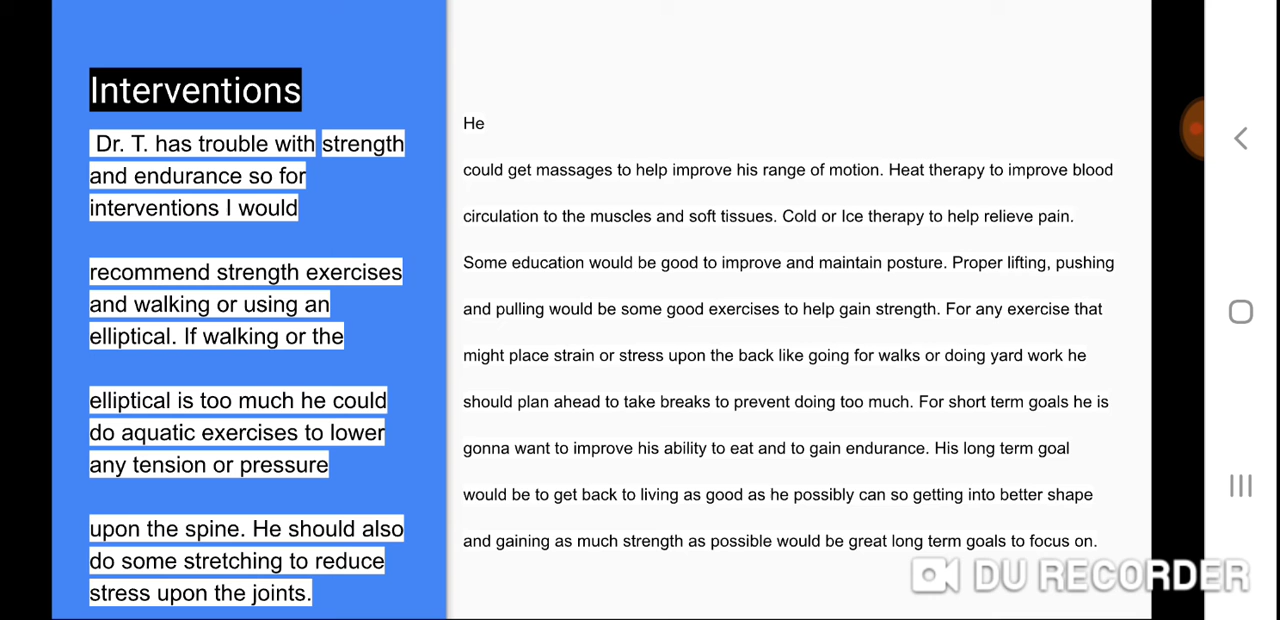 Interventions
Dr. T. has trouble with strength
and endurance so for
interventions I would
recommend strength exercises
and walking or using an
elliptical. If walking or the
elliptical is too much he could
do aquatic exercises to lower
any tension or pressure
upon the spine. He should also
do some stretching to reduce
stress upon the joints.
He
could get massages to help improve his range of motion. Heat therapy to improve blood
circulation to the muscles and soft tissues. Cold or Ice therapy to help relieve pain.
Some education would be good to improve and maintain posture. Proper lifting, pushing
and pulling would be some good exercises to help gain strength. For any exercise that
might place strain or stress upon the back like going for walks or doing yard work he
should plan ahead to take breaks to prevent doing too much. For short term goals he is
gonna want to improve his ability to eat and to gain endurance. His long term goal
would be to get back to living as good as he possibly can so getting into better shape
and gaining as much strength as possible would be great long term goals to focus on.
DU RECORDER